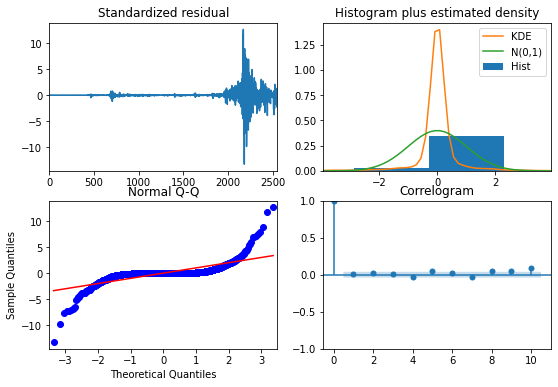 Standardized residual
10
5
0
−5
−10
0 500 1000 1500 2000 2500
Histogram plus estimated density
KDE
N(0,1)
Hist
1.25
1.00
0.75
0.50
0.25
0.00
−2 0 2
Normal Q-Q
Sample Quantiles
10
5
0
−5
−10
−3 −2 −1 0 1 2 3
Theoretical Quantiles
Correlogram
1.0
0.5
0.0
−0.5
−1.0
0 2 4 6 8 10